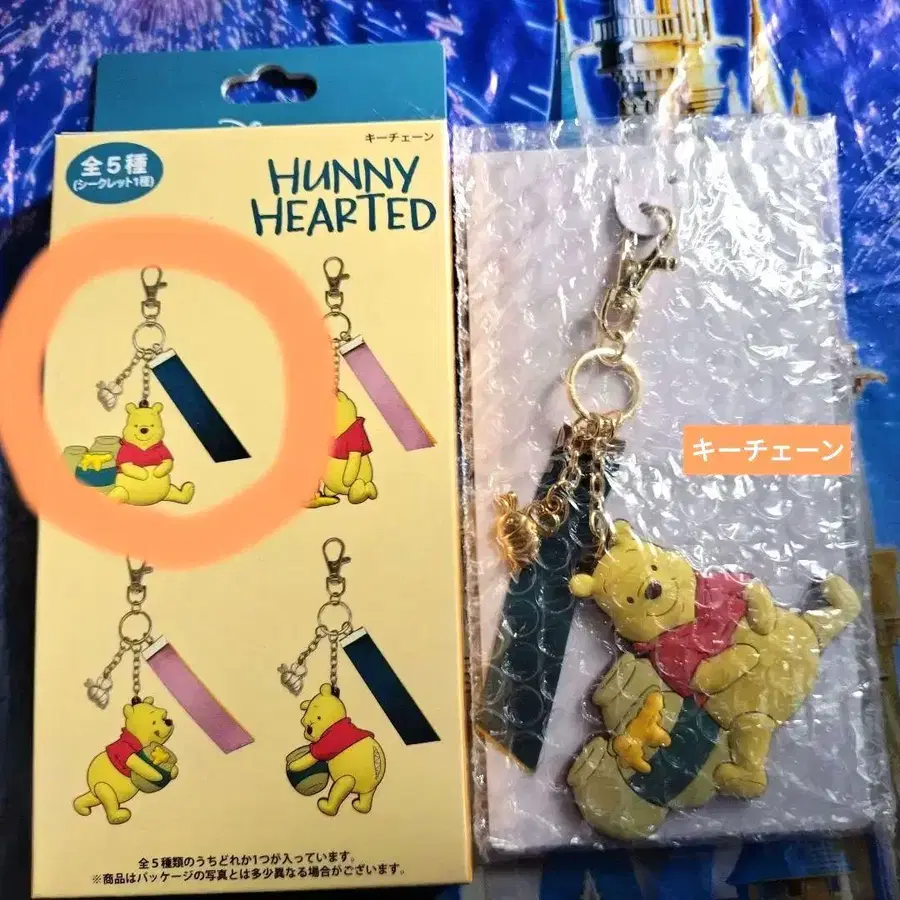 キーチェーン
全5種
(シークレット1種)
HUNNY
HEARTED
キーチェーン
全5種類のうちどれか1つが入っています。
※商品はパッケージの写真とは多少異なる場合がございます。